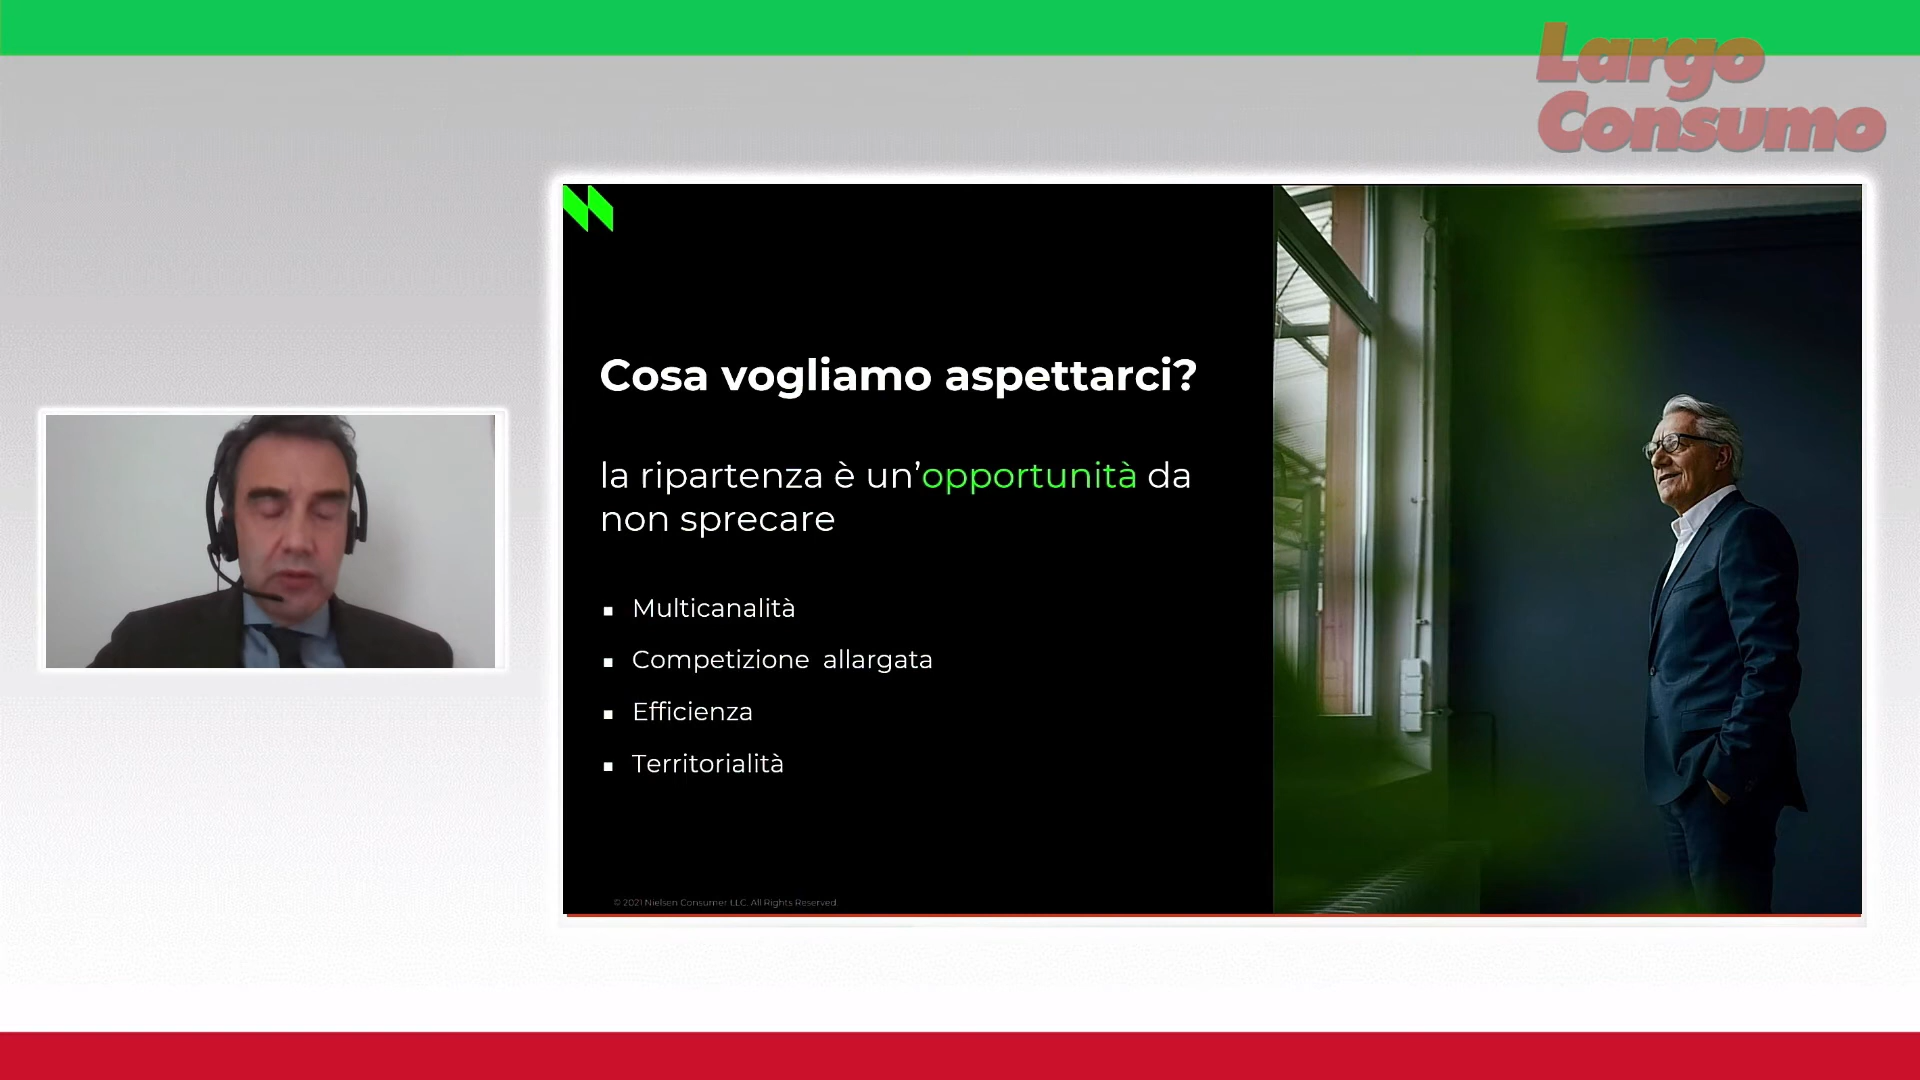 Largo
Consumo
Cosa vogliamo aspettarci?
la ripartenza è un’opportunità da
non sprecare
▪ Multicanalità
▪ Competizione allargata
▪ Efficienza
▪ Territorialità
© 2021 Nielsen Consumer LLC. All Rights Reserved.